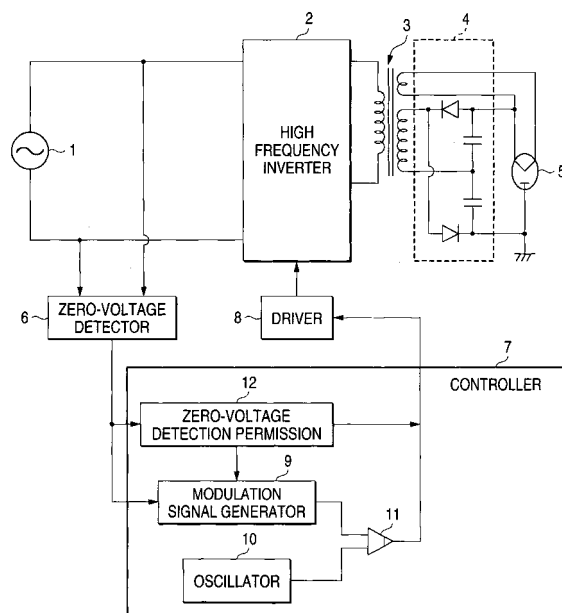 2
3
4
HIGH
FREQUENCY
INVERTER
1
5
ZERO-VOLTAGE
DETECTOR
6
8
DRIVER
7
CONTROLLER
12
ZERO-VOLTAGE
DETECTION PERMISSION
9
MODULATION
SIGNAL GENERATOR
11
10
OSCILLATOR